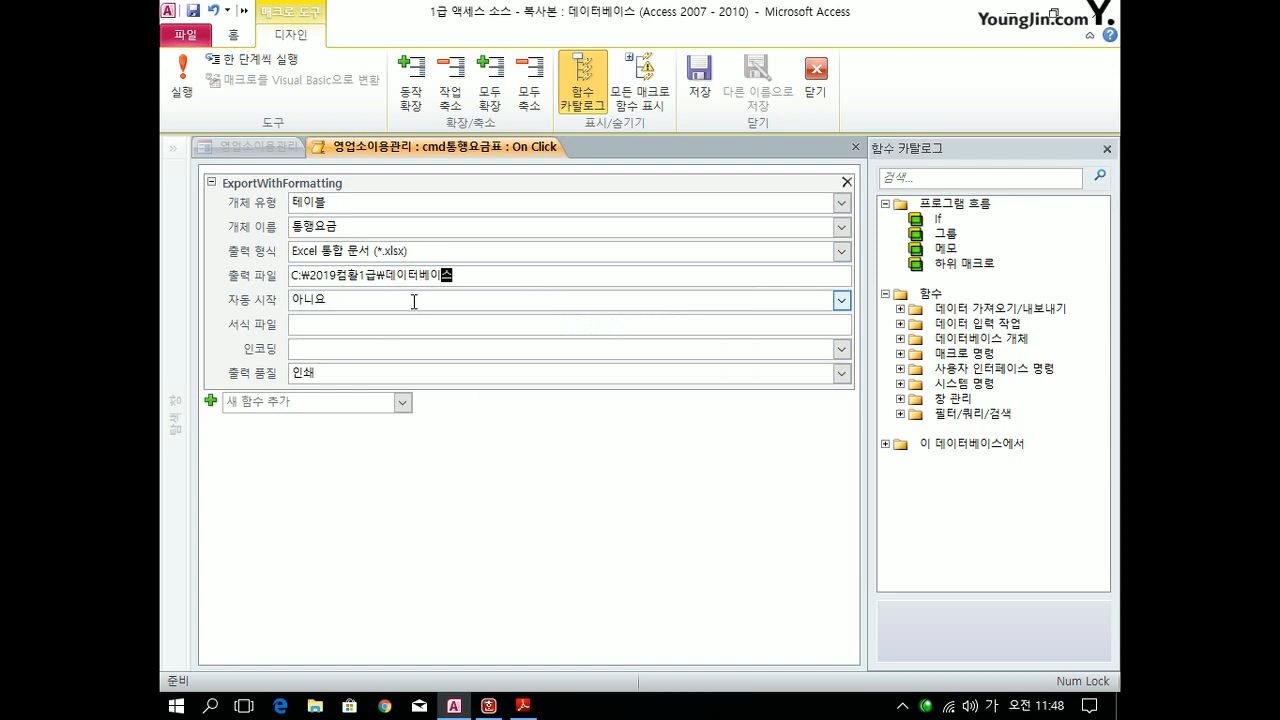 1급 액세스 소스 - 복사본 : 데이터베이스 (Access 2007 - 2010) - Microsoft Access
매크로 도구
YoungJin.com Y.
파일
홈
디자인
실행
한 단계씩 실행
매크로를 Visual Basic으로 변환
동작 확장
작업 축소
모두 확장
모두 축소
함수 카탈로그
모든 매크로 함수 표시
저장
다른 이름으로 저장
닫기
도구
확장/축소
표시/숨기기
닫기
영업소이용관리
영업소이용관리 : cmd통행요금표 : On Click
함수 카탈로그
검색...
ExportWithFormatting
개체 유형 테이블
개체 이름 통행요금
출력 형식 Excel 통합 문서 (*.xlsx)
출력 파일 C:\2019컴활1급\데이터베이스
자동 시작 아니요
서식 파일
인코딩
출력 품질 인쇄
새 함수 추가
탐색 창
프로그램 흐름
If
그룹
메모
하위 매크로
함수
데이터 가져오기/내보내기
데이터 입력 작업
데이터베이스 개체
매크로 명령
사용자 인터페이스 명령
시스템 명령
창 관리
필터/쿼리/검색
이 데이터베이스에서
준비
Num Lock
가 오전 11:48